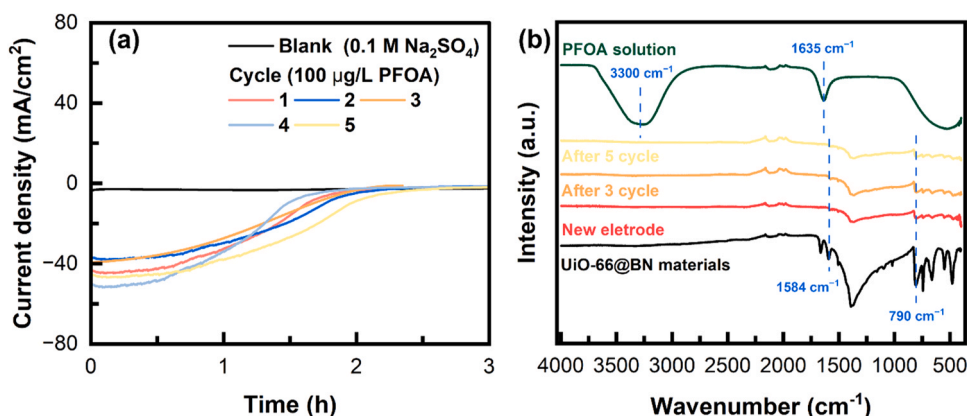 (a)
Blank (0.1 M Na₂SO₄)
Cycle (100 µg/L PFOA)
1 2 3
4 5
80
40
0
−40
−80
Current density (mA/cm²)
0 1 2 3
Time (h)
(b)
PFOA solution
1635 cm⁻¹
3300 cm⁻¹
After 5 cycle
After 3 cycle
New eletrode
UiO-66@BN materials
1584 cm⁻¹
790 cm⁻¹
Intensity (a.u.)
4000 3500 3000 2500 2000 1500 1000 500
Wavenumber (cm⁻¹)